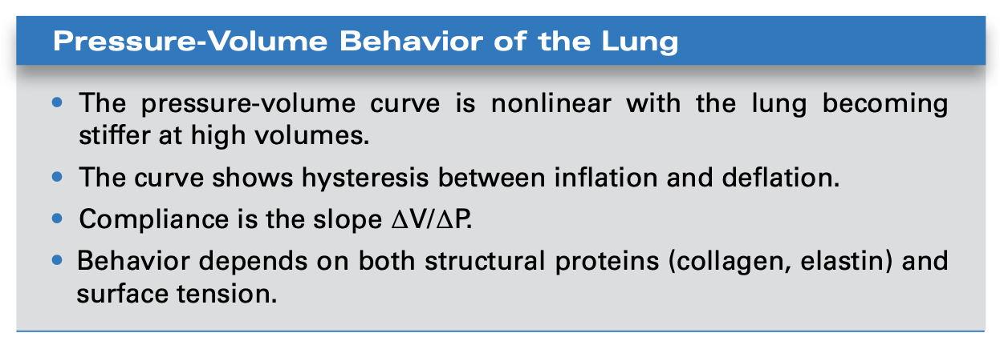 Pressure-Volume Behavior of the Lung
• The pressure-volume curve is nonlinear with the lung becoming
stiffer at high volumes.
• The curve shows hysteresis between inflation and deflation.
• Compliance is the slope ΔV/ΔP.
• Behavior depends on both structural proteins (collagen, elastin) and
surface tension.